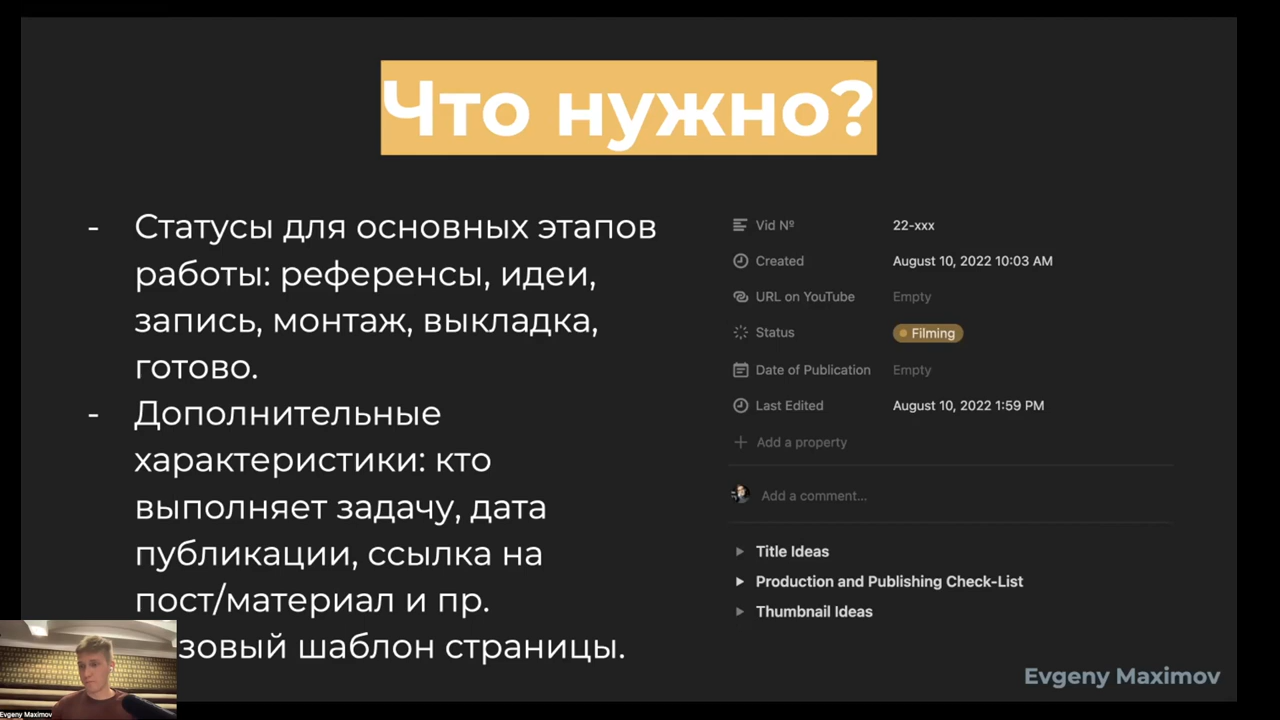 Что нужно?
- Статусы для основных этапов
работы: референсы, идеи,
запись, монтаж, выкладка,
готово.
- Дополнительные
характеристики: кто
выполняет задачу, дата
публикации, ссылка на
пост/материал и пр.
шаблон страницы.
Vid Nº 22-xxx
Created August 10, 2022 10:03 AM
URL on YouTube Empty
Status Filming
Date of Publication Empty
Last Edited August 10, 2022 1:59 PM
Add a property
Add a comment...
Title Ideas
Production and Publishing Check-List
Thumbnail Ideas
Evgeny Maximov
Evgeny Maximov